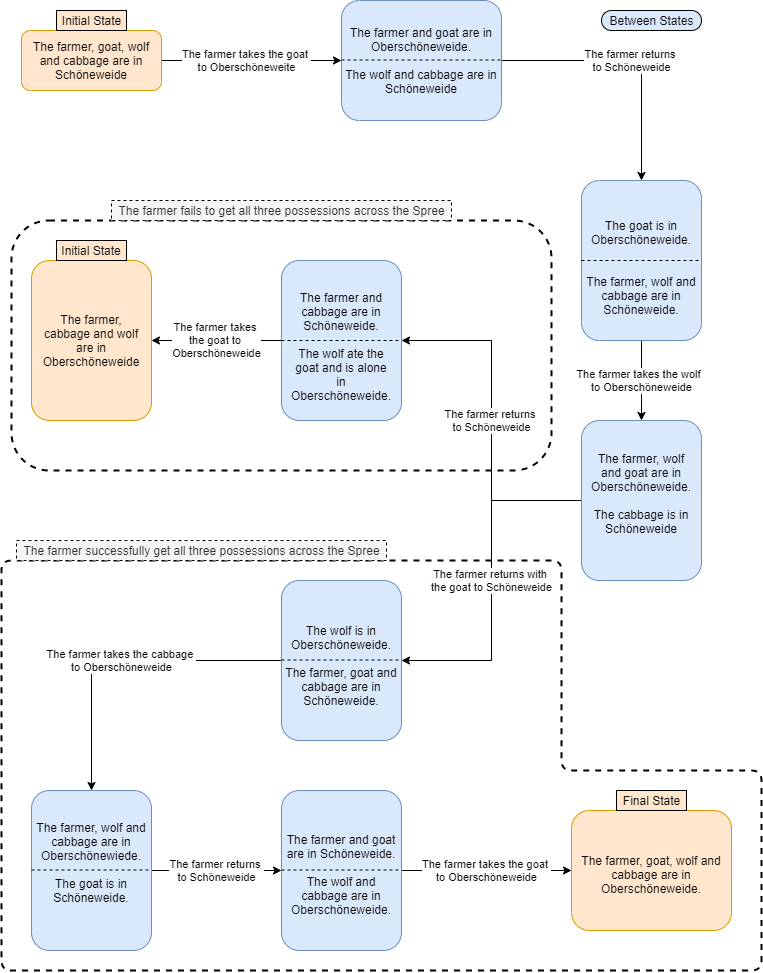 Initial State
The farmer, goat, wolf
and cabbage are in
Schöneweide
The farmer takes the goat
to Oberschöneweite
The farmer and goat are in
Oberschöneweide.
The wolf and cabbage are in
Schöneweide
Between States
The farmer returns
to Schöneweide
The goat is in
Oberschöneweide.
The farmer, wolf and
cabbage are in
Schöneweide.
The farmer takes the wolf
to Oberschöneweide
The farmer, wolf
and goat are in
Oberschöneweide.
The cabbage is in
Schöneweide
The farmer fails to get all three possessions across the Spree
The farmer returns
to Schöneweide
The farmer and
cabbage are in
Schöneweide.
The wolf ate the
goat and is alone
in
Oberschöneweide.
The farmer takes
the goat to
Oberschöneweide
Initial State
The farmer,
cabbage and wolf
are in
Oberschöneweide
The farmer successfully get all three possessions across the Spree
The farmer returns with
the goat to Schöneweide
The wolf is in
Oberschöneweide.
The farmer, goat and
cabbage are in
Schöneweide.
The farmer takes the cabbage
to Oberschöneweide
The farmer, wolf and
cabbage are in
Oberschönewiede.
The goat is in
Schöneweide.
The farmer returns
to Schöneweide
The farmer and goat
are in Schöneweide.
The wolf and
cabbage are in
Oberschöneweide.
The farmer takes the goat
to Oberschöneweide
Final State
The farmer, goat, wolf and
cabbage are in
Oberschöneweide.